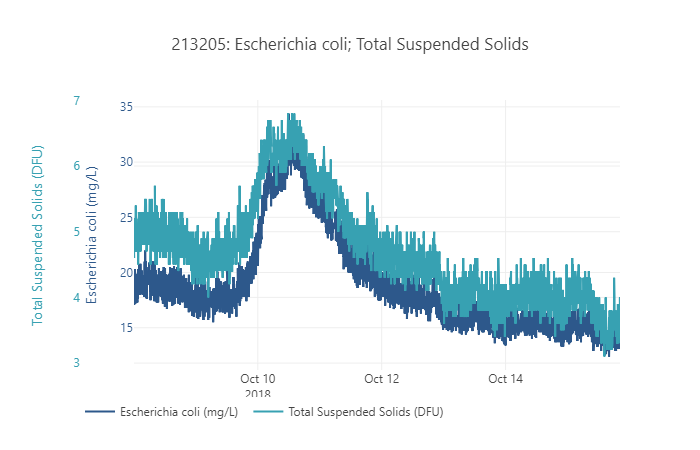 213205: Escherichia coli; Total Suspended Solids
7
6
5
4
3
Total Suspended Solids (DFU)
35
30
25
20
15
Escherichia coli (mg/L)
Oct 10
2018
Oct 12
Oct 14
Escherichia coli (mg/L)
Total Suspended Solids (DFU)